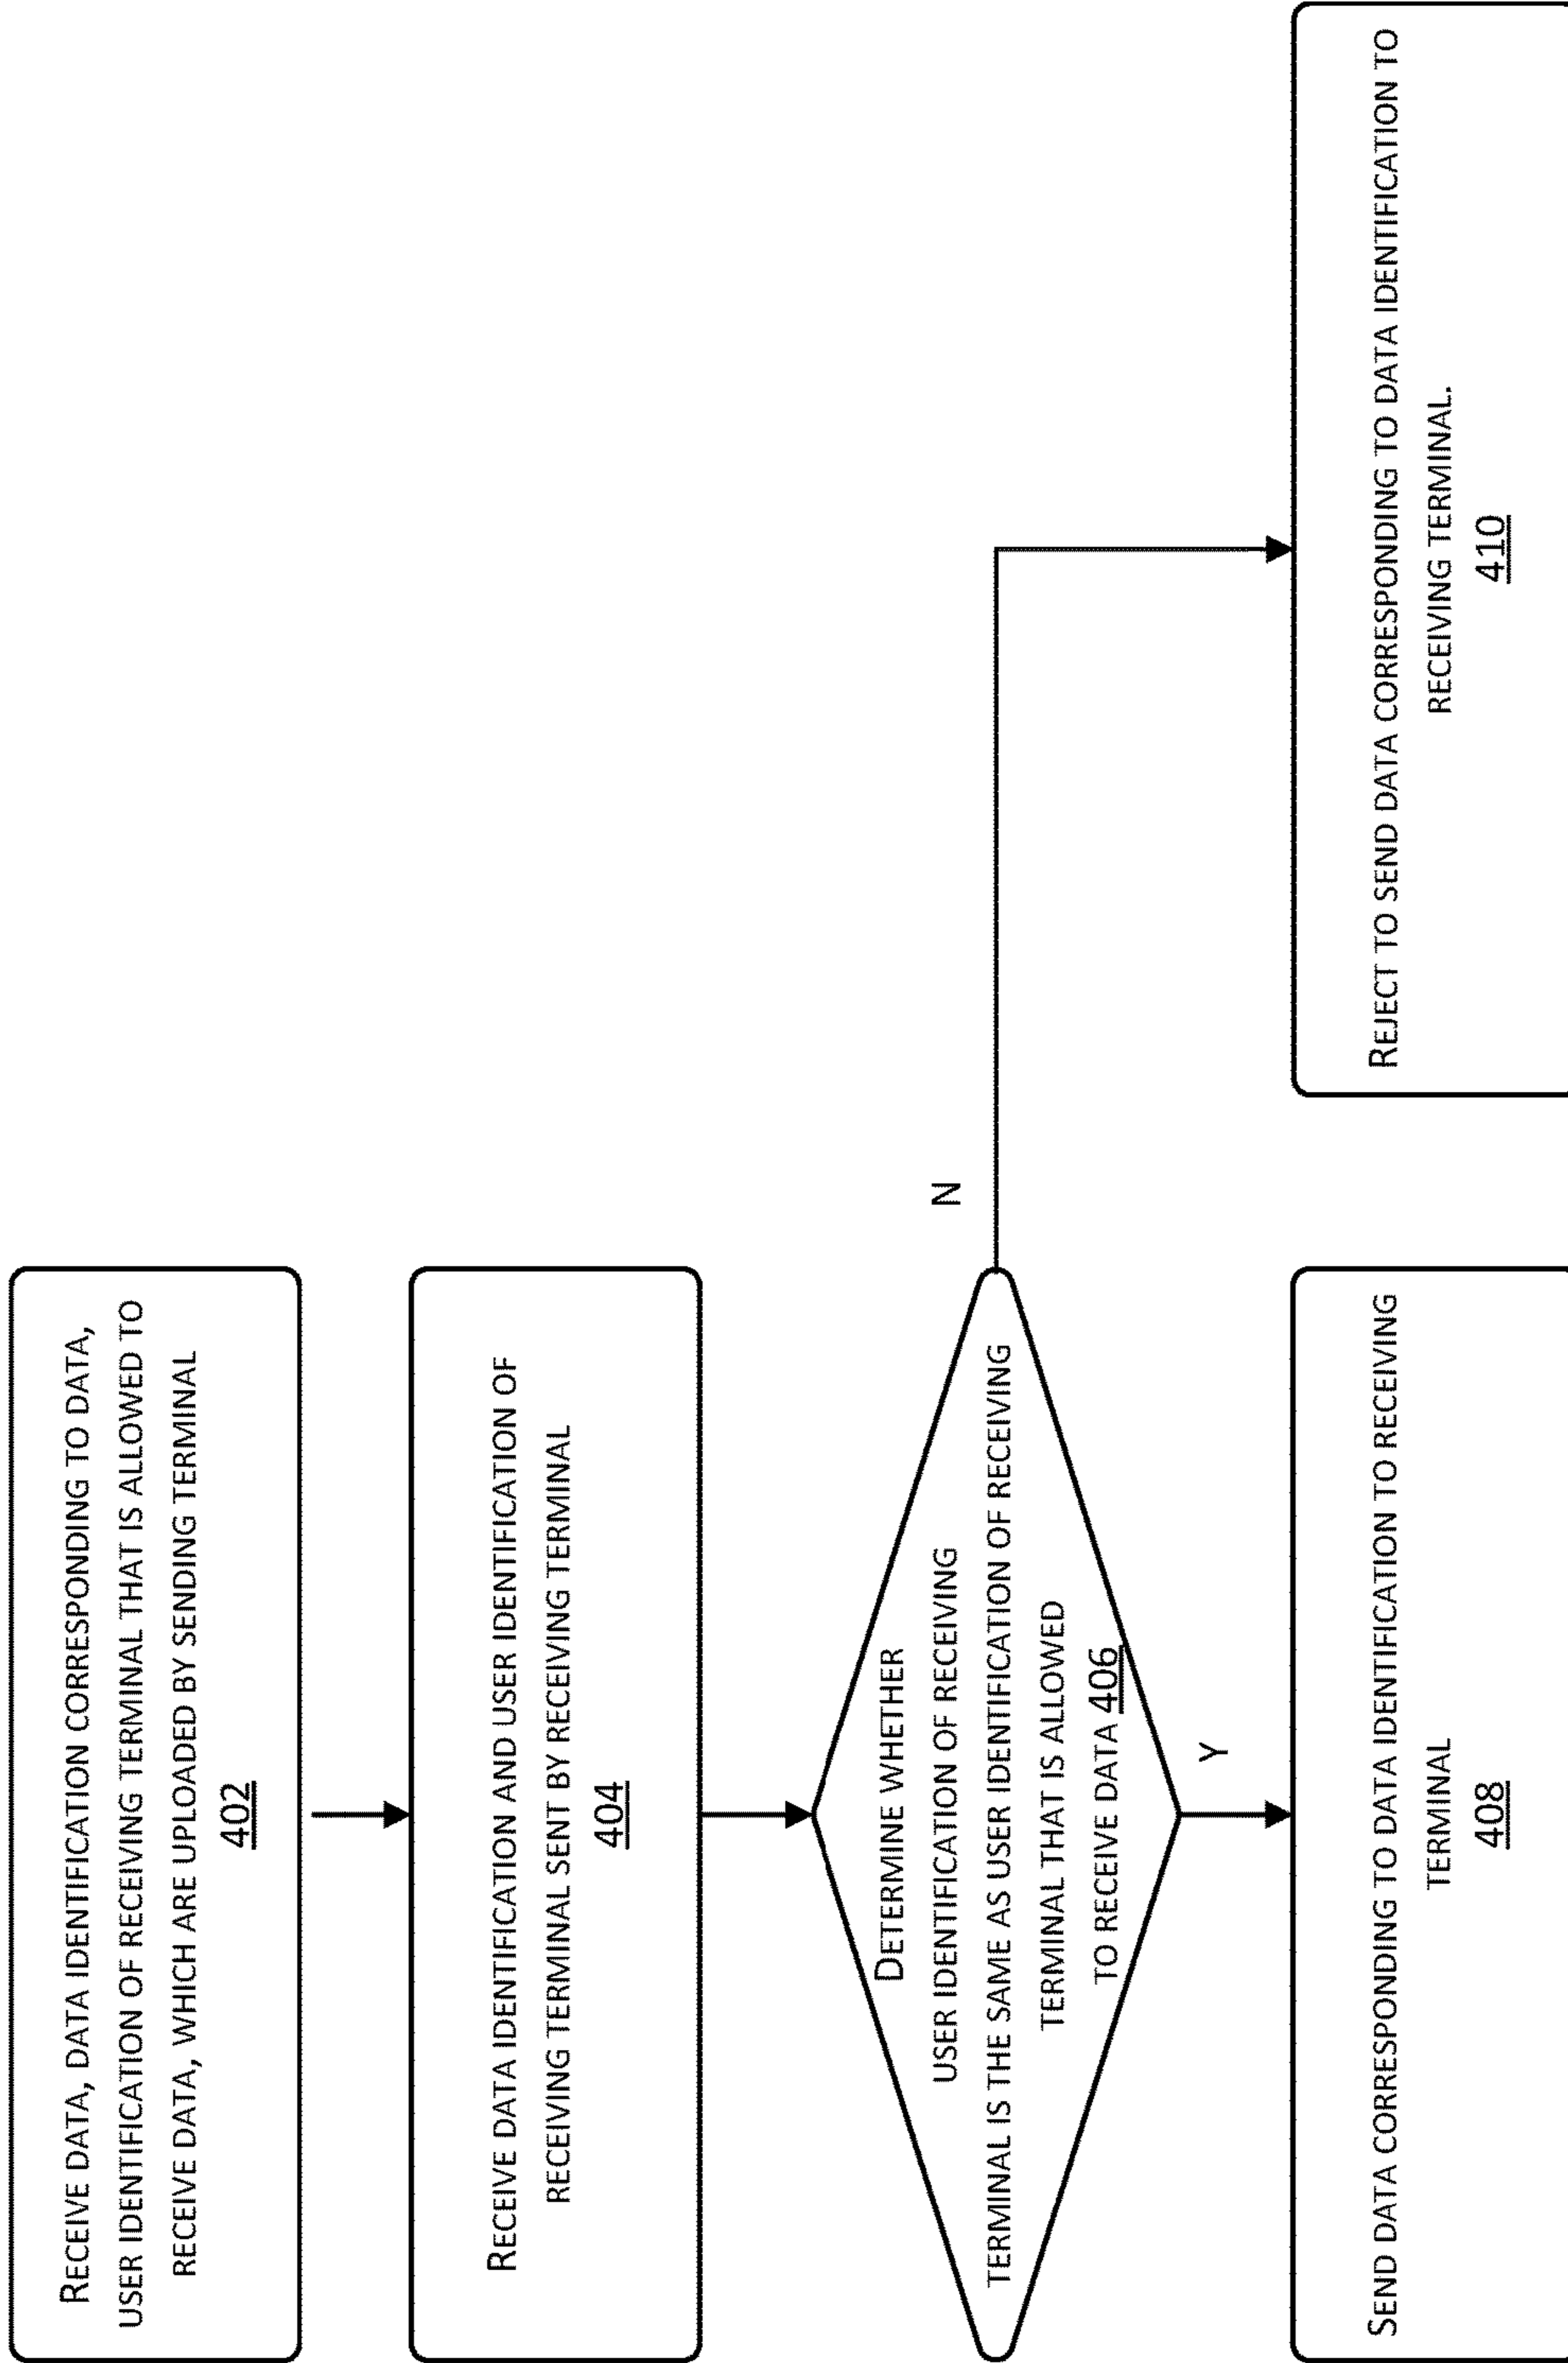 RECEIVE DATA, DATA IDENTIFICATION CORRESPONDING TO DATA,
USER IDENTIFICATION OF RECEIVING TERMINAL THAT IS ALLOWED TO
RECEIVE DATA, WHICH ARE UPLOADED BY SENDING TERMINAL
402
RECEIVE DATA IDENTIFICATION AND USER IDENTIFICATION OF
RECEIVING TERMINAL SENT BY RECEIVING TERMINAL
404
DETERMINE WHETHER
USER IDENTIFICATION OF RECEIVING
TERMINAL IS THE SAME AS USER IDENTIFICATION OF RECEIVING
TERMINAL THAT IS ALLOWED
TO RECEIVE DATA 406
N
Y
SEND DATA CORRESPONDING TO DATA IDENTIFICATION TO RECEIVING
TERMINAL
408
REJECT TO SEND DATA CORRESPONDING TO DATA IDENTIFICATION TO
RECEIVING TERMINAL.
410